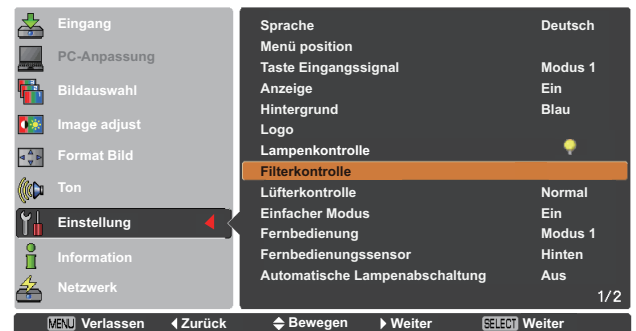 Eingang
PC-Anpassung
Bildauswahl
Image adjust
Format Bild
Ton
Einstellung
Information
Netzwerk
Sprache Deutsch
Menü position
Taste Eingangssignal Modus 1
Anzeige Ein
Hintergrund Blau
Logo
Lampenkontrolle
Filterkontrolle
Lüfterkontrolle Normal
Einfacher Modus Ein
Fernbedienung Modus 1
Fernbedienungssensor Hinten
Automatische Lampenabschaltung Aus
1/2
MENU Verlassen Zurück Bewegen Weiter SELECT Weiter